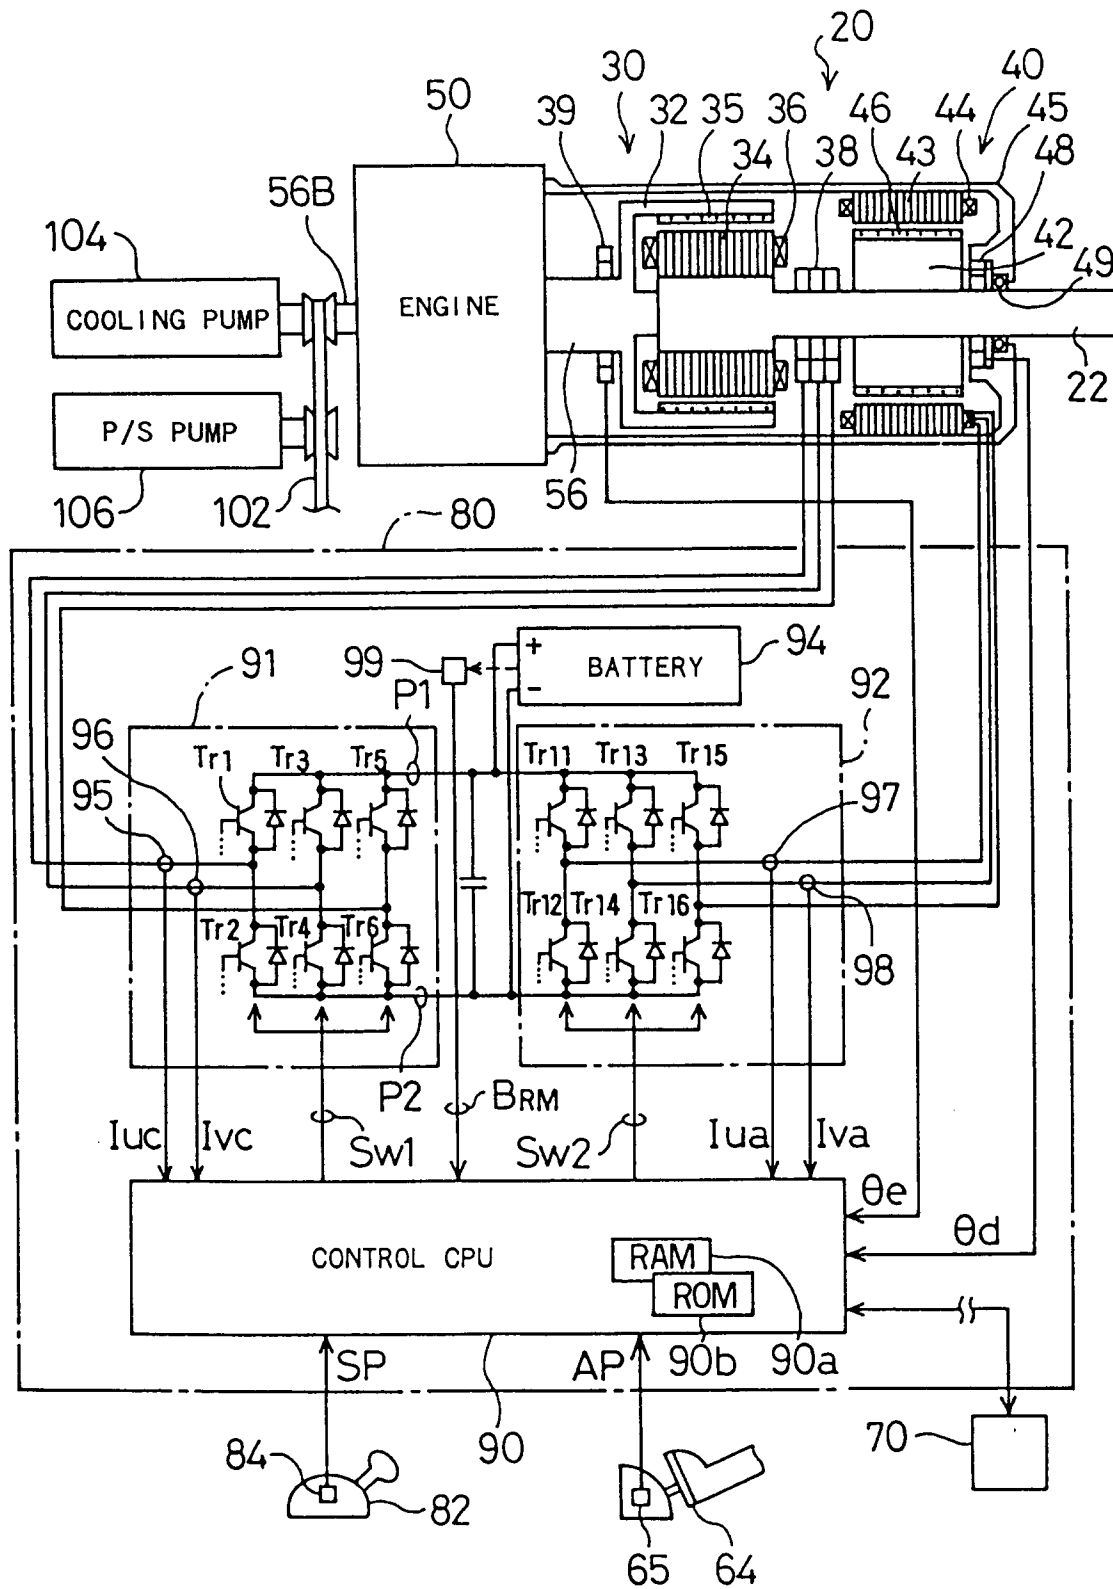 20
30
40
50
39
32
35
36
38
46
43
44
45
34
48
56B
104
42
49
COOLING PUMP
ENGINE
22
P/S PUMP
106
102
56
80
91
99
BATTERY
+
−
94
P1
92
96
Tr1
Tr3
Tr5
Tr11
Tr13
Tr15
95
97
Tr2
Tr4
Tr6
Tr12
Tr14
Tr16
98
P2
BRM
Iuc
Ivc
Sw1
Sw2
Iua
Iva
θe
θd
CONTROL CPU
RAM
ROM
90b
90a
SP
AP
90
70
84
82
65
64